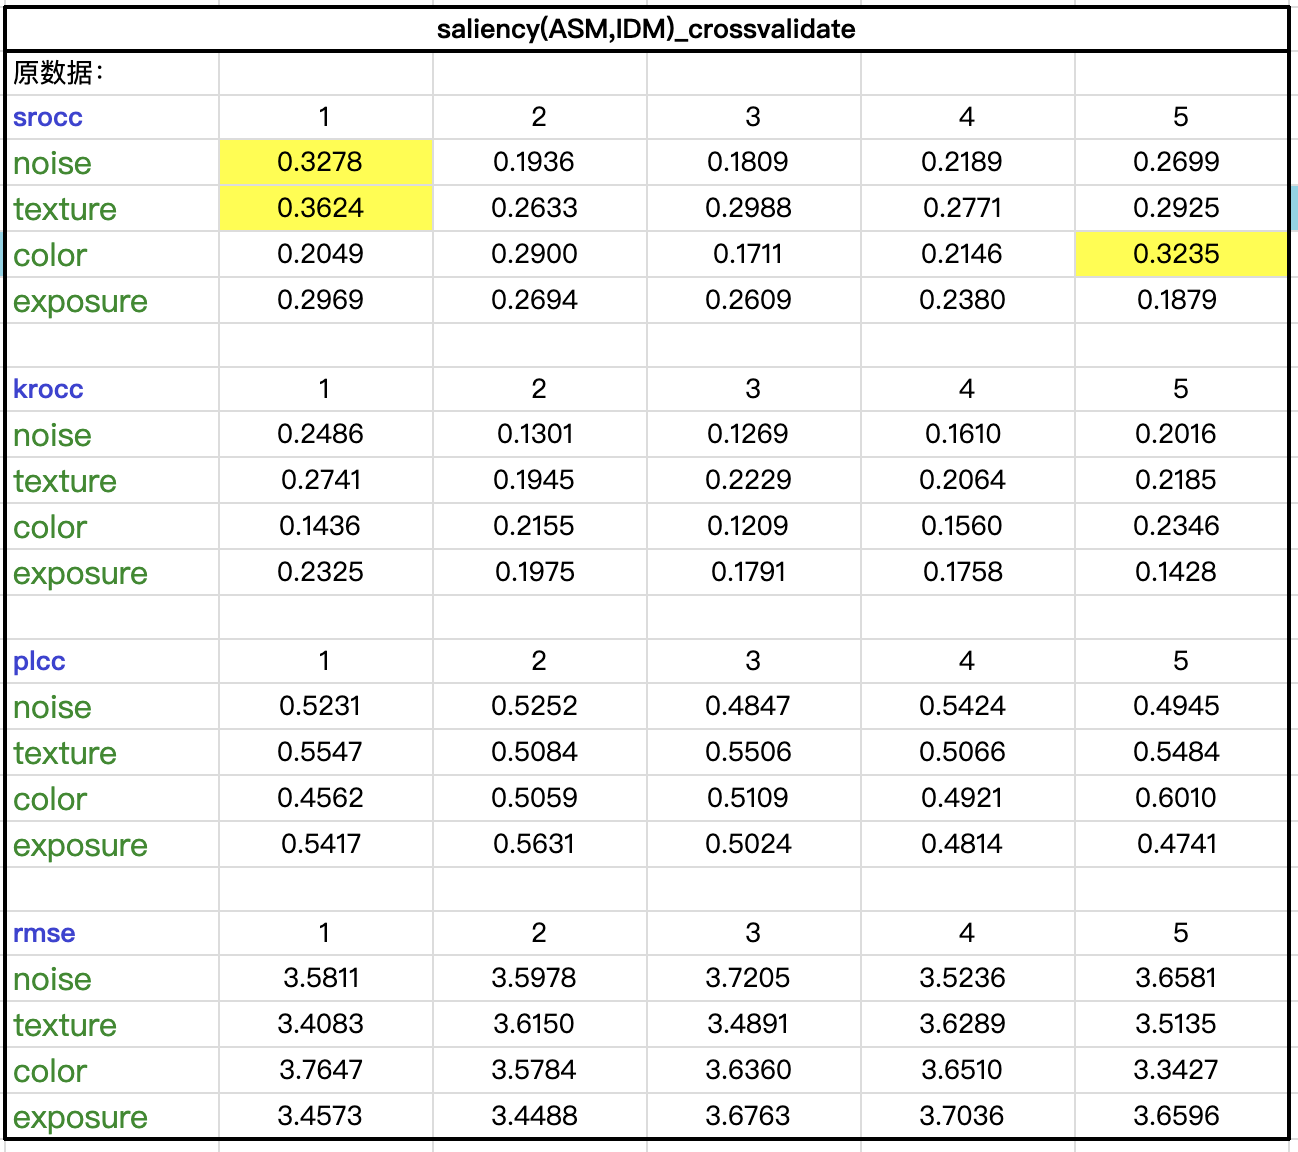 saliency(ASM,IDM)_crossvalidate
原数据：
srocc 1 2 3 4 5
noise 0.3278 0.1936 0.1809 0.2189 0.2699
texture 0.3624 0.2633 0.2988 0.2771 0.2925
color 0.2049 0.2900 0.1711 0.2146 0.3235
exposure 0.2969 0.2694 0.2609 0.2380 0.1879
krocc 1 2 3 4 5
noise 0.2486 0.1301 0.1269 0.1610 0.2016
texture 0.2741 0.1945 0.2229 0.2064 0.2185
color 0.1436 0.2155 0.1209 0.1560 0.2346
exposure 0.2325 0.1975 0.1791 0.1758 0.1428
plcc 1 2 3 4 5
noise 0.5231 0.5252 0.4847 0.5424 0.4945
texture 0.5547 0.5084 0.5506 0.5066 0.5484
color 0.4562 0.5059 0.5109 0.4921 0.6010
exposure 0.5417 0.5631 0.5024 0.4814 0.4741
rmse 1 2 3 4 5
noise 3.5811 3.5978 3.7205 3.5236 3.6581
texture 3.4083 3.6150 3.4891 3.6289 3.5135
color 3.7647 3.5784 3.6360 3.6510 3.3427
exposure 3.4573 3.4488 3.6763 3.7036 3.6596